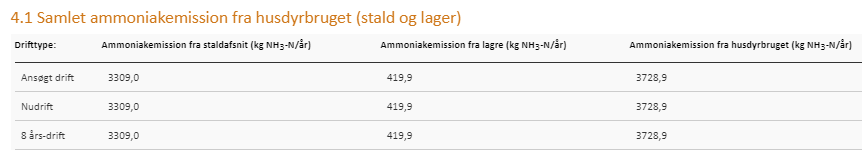 4.1 Samlet ammoniakemission fra husdyrbruget (stald og lager)
Drifttype: Ammoniakemission fra staldafsnit (kg NH3-N/år) Ammoniakemission fra lagre (kg NH3-N/år) Ammoniakemission fra husdyrbruget (kg NH3-N/år)
Ansøgt drift 3309,0 419,9 3728,9
Nudrift 3309,0 419,9 3728,9
8 års-drift 3309,0 419,9 3728,9